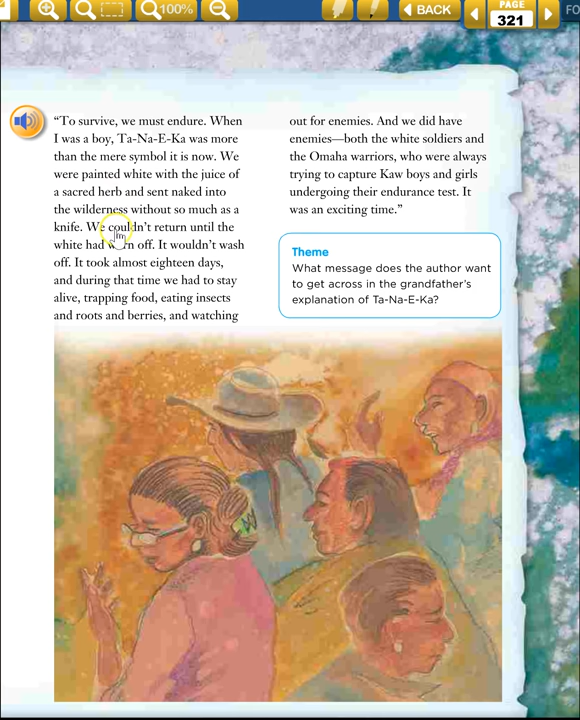 100%
BACK
PAGE
321
FO
“To survive, we must endure. When
I was a boy, Ta-Na-E-Ka was more
than the mere symbol it is now. We
were painted white with the juice of
a sacred herb and sent naked into
the wilderness without so much as a
knife. We couldn’t return until the
white had worn off. It wouldn’t wash
off. It took almost eighteen days,
and during that time we had to stay
alive, trapping food, eating insects
and roots and berries, and watching
out for enemies. And we did have
enemies—both the white soldiers and
the Omaha warriors, who were always
trying to capture Kaw boys and girls
undergoing their endurance test. It
was an exciting time.”
Theme
What message does the author want
to get across in the grandfather’s
explanation of Ta-Na-E-Ka?